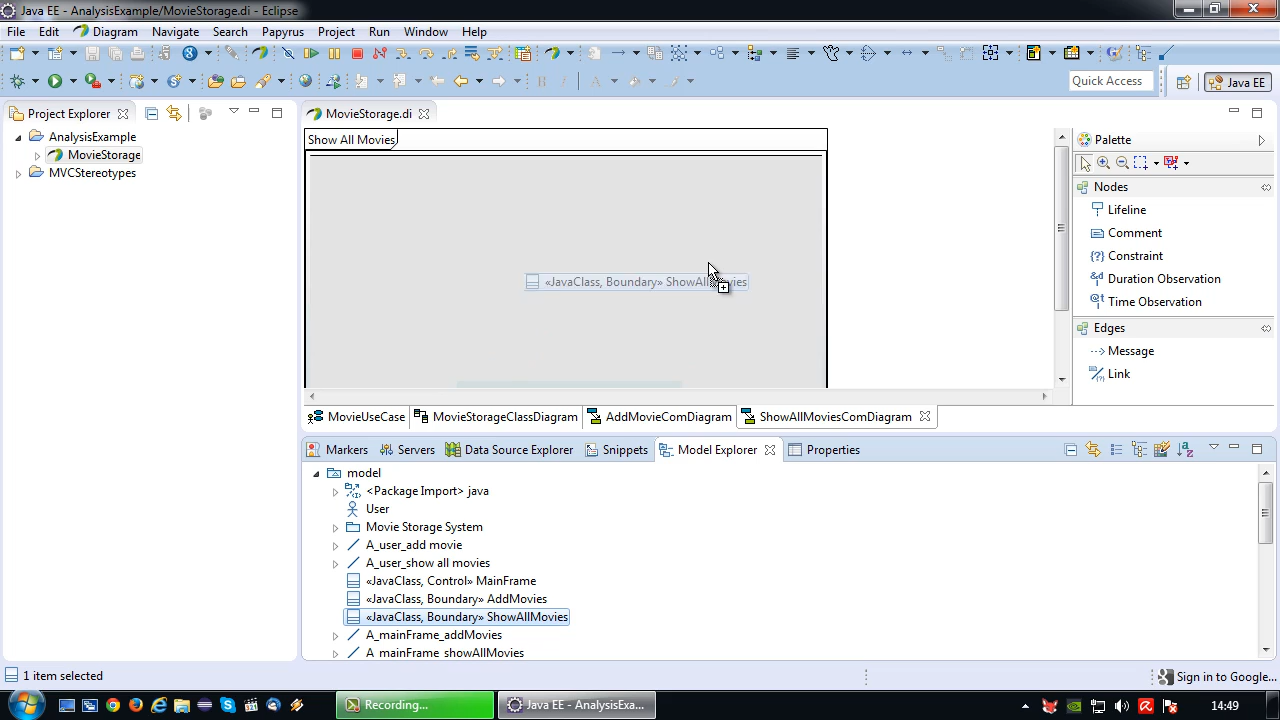 Java EE - AnalysisExample/MovieStorage.di - Eclipse
File Edit Diagram Navigate Search Papyrus Project Run Window Help
Quick Access Java EE
Project Explorer
AnalysisExample
MovieStorage
MVCStereotypes
MovieStorage.di
Show All Movies
«JavaClass, Boundary» ShowAllMovies
Palette
Nodes
Lifeline
Comment
Constraint
Duration Observation
Time Observation
Edges
Message
Link
MovieUseCase MovieStorageClassDiagram AddMovieComDiagram ShowAllMoviesComDiagram
Markers Servers Data Source Explorer Snippets Model Explorer Properties
model
<Package Import> java
User
Movie Storage System
A_user_add movie
A_user_show all movies
«JavaClass, Control» MainFrame
«JavaClass, Boundary» AddMovies
«JavaClass, Boundary» ShowAllMovies
A_mainFrame_addMovies
A_mainFrame_showAllMovies
1 item selected
Sign in to Google...
Recording...
Java EE - AnalysisExa...
14:49